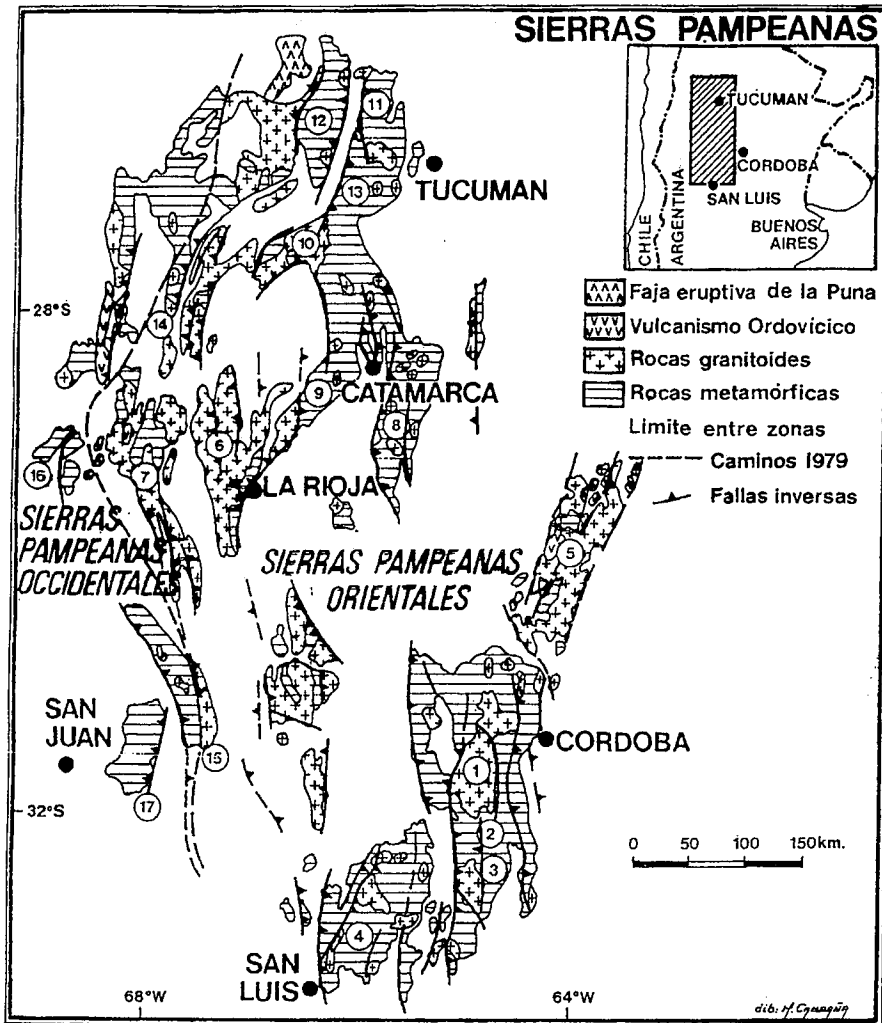 SIERRAS PAMPEANAS
TUCUMAN
CORDOBA
SAN LUIS
BUENOS
AIRES
CHILE
ARGENTINA
Faja eruptiva de la Puna
Vulcanismo Ordovícico
Rocas granitoides
Rocas metamórficas
Limite entre zonas
Caminos 1979
Fallas inversas
11
12
TUCUMAN
13
10
28°S
14
CATAMARCA
9
8
6
16
7
LA RIOJA
SIERRAS
PAMPEANAS
OCCIDENTALES
SIERRAS PAMPEANAS
ORIENTALES
5
SAN
JUAN
15
17
CORDOBA
1
32°S
2
3
0 50 100 150km.
4
SAN
LUIS
68°W
64°W
dib: